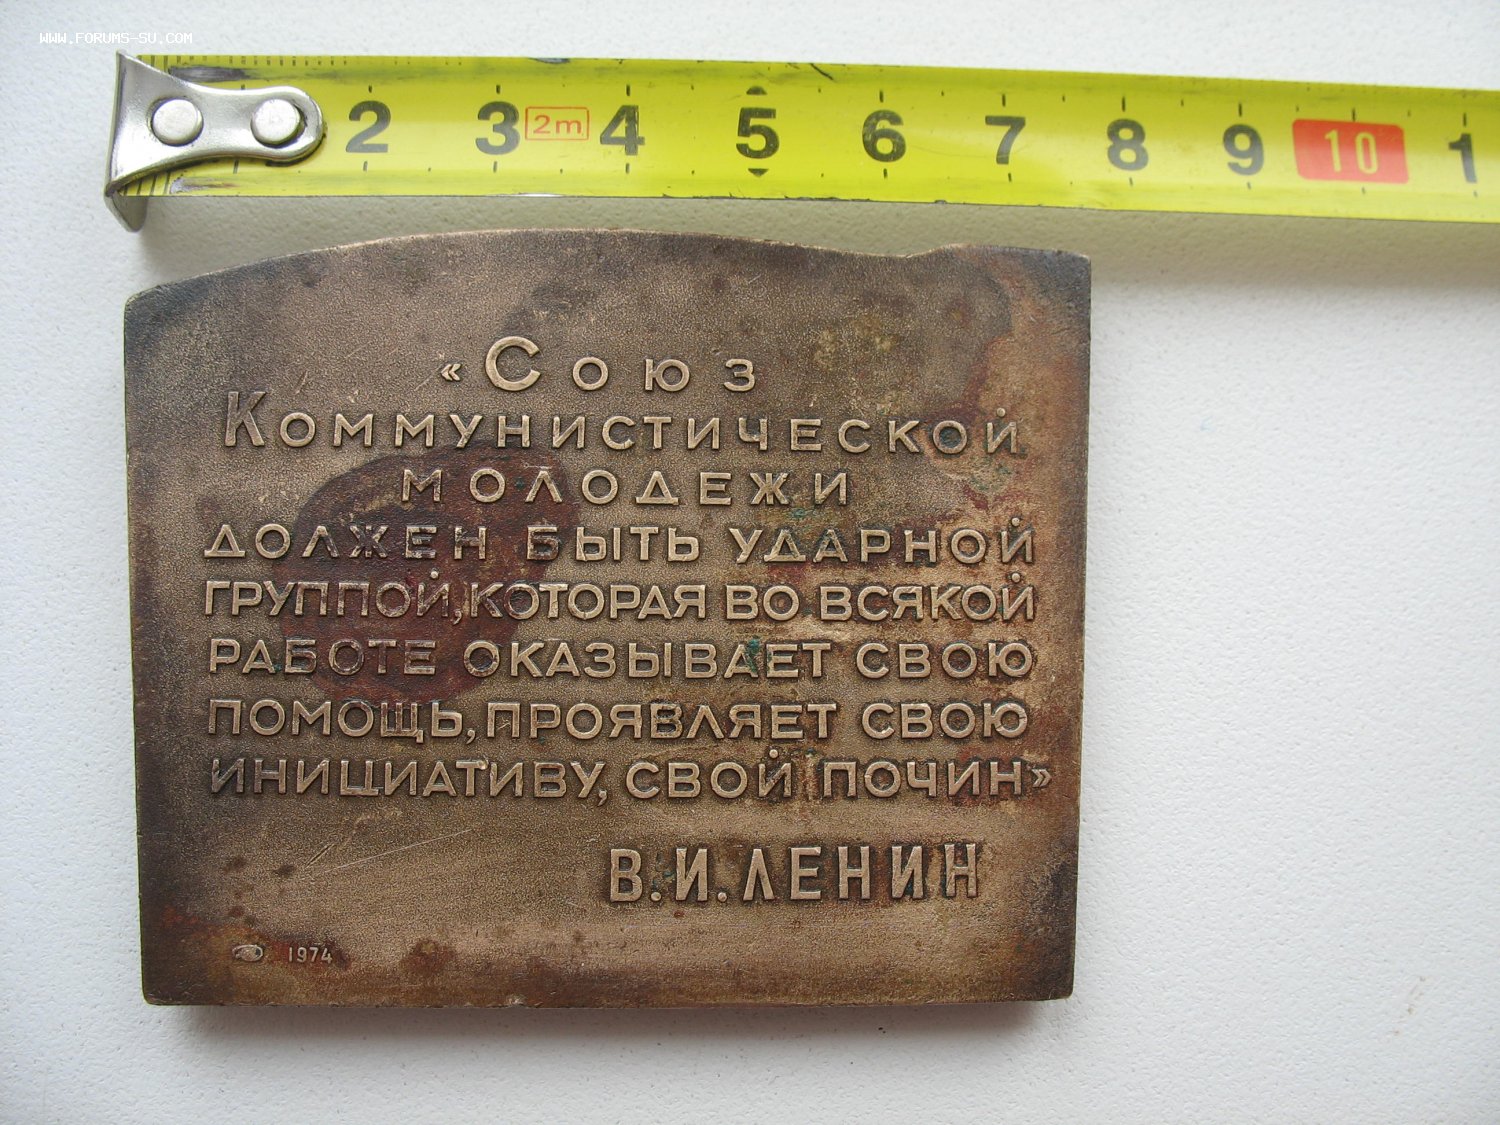 WWW.FORUMS-SU.COM
2 3 2m 4 5 6 7 8 9 10 1
«Союз
Коммунистической
молодежи
должен быть ударной
группой, которая во всякой
работе оказывает свою
помощь, проявляет свою
инициативу, свой почин»
В.И.ЛЕНИН
1974